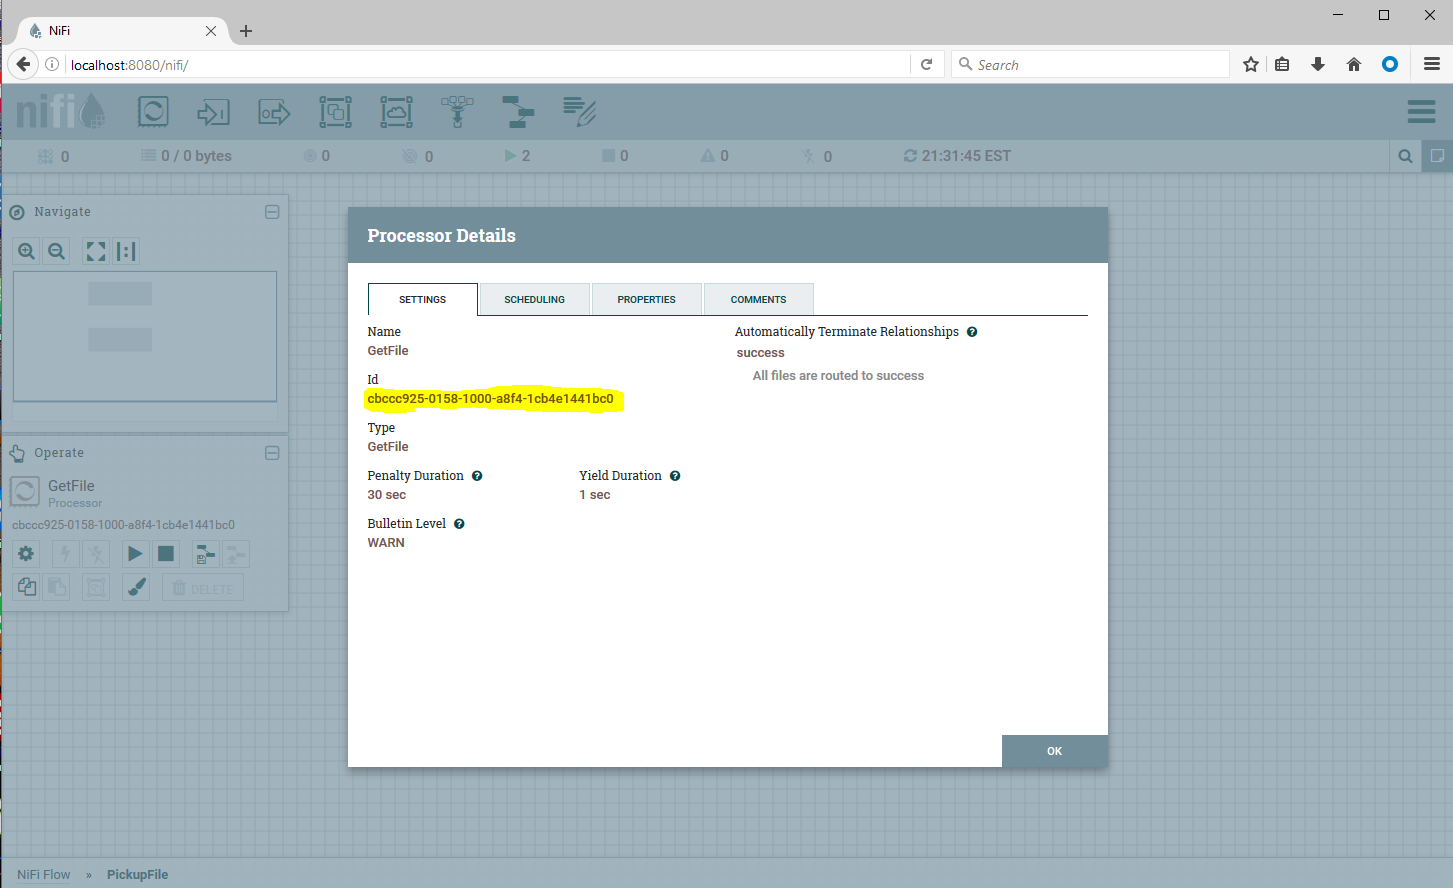 NiFi
localhost:8080/nifi/
Search
nifi
0
0 / 0 bytes
0
0
2
0
0
0
21:31:45 EST
Navigate
Operate
GetFile
Processor
cbccc925-0158-1000-a8f4-1cb4e1441bc0
DELETE
Processor Details
SETTINGS
SCHEDULING
PROPERTIES
COMMENTS
Name
GetFile
Id
cbccc925-0158-1000-a8f4-1cb4e1441bc0
Type
GetFile
Penalty Duration
30 sec
Yield Duration
1 sec
Bulletin Level
WARN
Automatically Terminate Relationships
success
All files are routed to success
OK
NiFi Flow » PickupFile